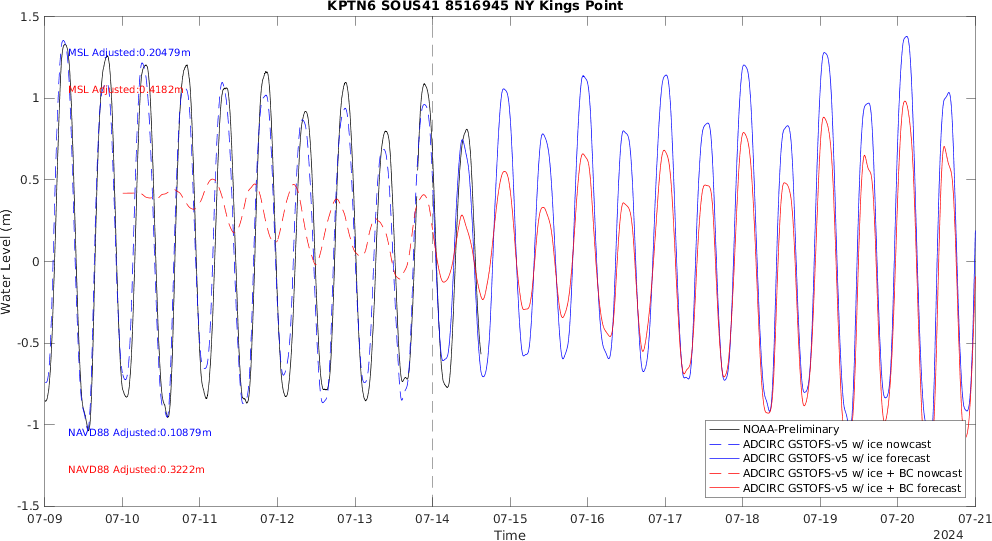 KPTN6 SOUS41 8516945 NY Kings Point
1.5
1
0.5
0
-0.5
-1
-1.5
Water Level (m)
MSL Adjusted:0.20479m
MSL Adjusted:0.4182m
NAVD88 Adjusted:0.10879m
NAVD88 Adjusted:0.3222m
NOAA-Preliminary
ADCIRC GSTOFS-v5 w/ ice nowcast
ADCIRC GSTOFS-v5 w/ ice forecast
ADCIRC GSTOFS-v5 w/ ice + BC nowcast
ADCIRC GSTOFS-v5 w/ ice + BC forecast
07-09 07-10 07-11 07-12 07-13 07-14 07-15 07-16 07-17 07-18 07-19 07-20 07-21
Time
2024